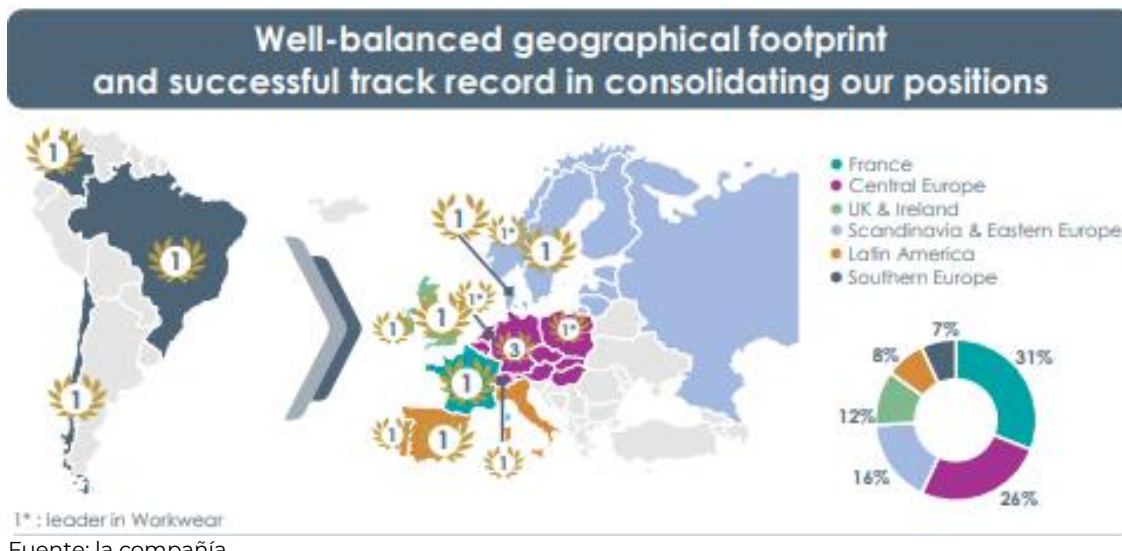 Well-balanced geographical footprint
and successful track record in consolidating our positions
1
1
1
1
1*
1
1
1
1*
1*
3
1
1
1
1
France
Central Europe
UK & Ireland
Scandinavia & Eastern Europe
Latin America
Southern Europe
7%
8%
31%
12%
16%
26%
1* : leader in Workwear
Fuente: la compañía